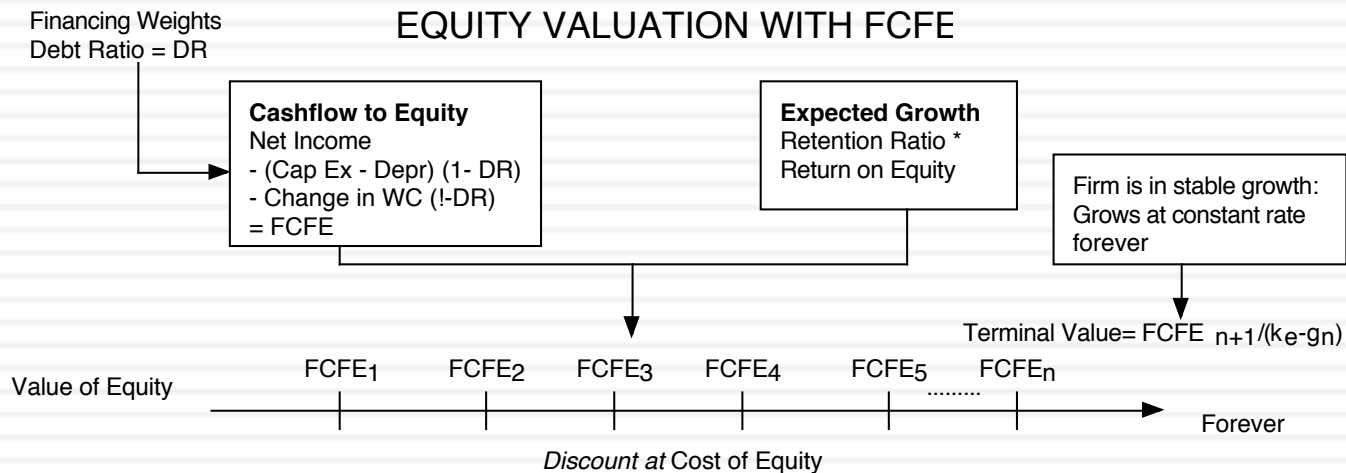 EQUITY VALUATION WITH FCFE
Financing Weights
Debt Ratio = DR
Cashflow to Equity
Net Income
- (Cap Ex - Depr) (1- DR)
- Change in WC (!-DR)
= FCFE
Expected Growth
Retention Ratio *
Return on Equity
Firm is in stable growth:
Grows at constant rate
forever
Terminal Value= FCFE n+1/(ke-gn)
FCFE1 FCFE2 FCFE3 FCFE4 FCFE5 FCFEn
.........
Value of Equity
Forever
Discount at Cost of Equity